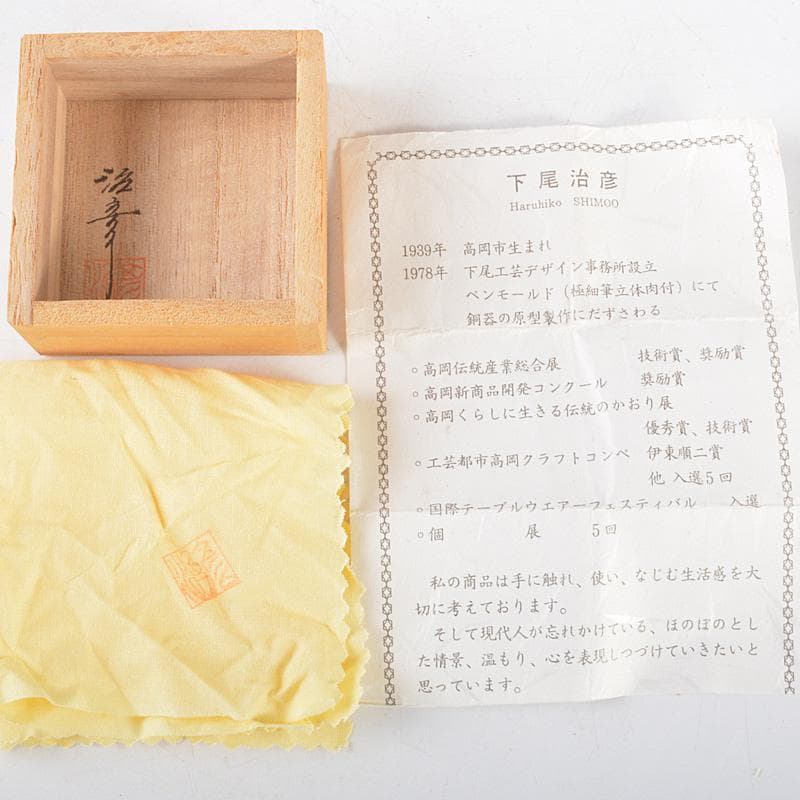 治彦
下尾治彦
Haruhiko SHIMOO
1939年 高岡市生まれ
1978年 下尾工芸デザイン事務所設立
ペンモールド（極細筆立体肉付）にて
銅器の原型製作にだずさわる
○高岡伝統産業総合展 技術賞、奨励賞
○高岡新商品開発コンクール 奨励賞
○高岡くらしに生きる伝統のかおり展
優秀賞、技術賞
○工芸都市高岡クラフトコンペ 伊東順二賞
他 入選5回
○国際テーブルウエアーフェスティバル 入選
○個 展 5回
私の商品は手に触れ、使い、なじむ生活感を大
切に考えております。
そして現代人が忘れかけている、ほのぼのとし
た情景、温もり、心を表現しつづけていきたいと
思っています。